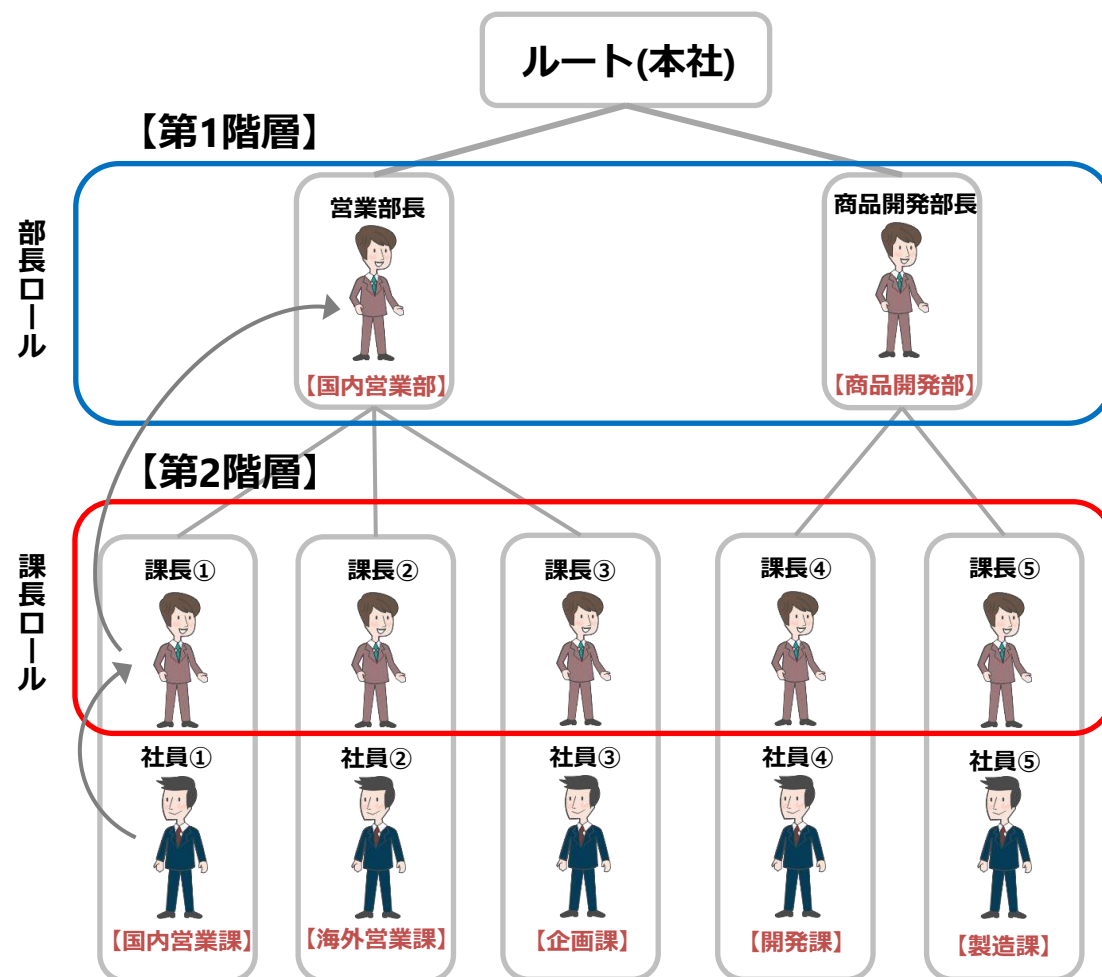 ルート(本社)
【第1階層】
部長ロール
営業部長
商品開発部長
【国内営業部】
【商品開発部】
【第2階層】
課長ロール
課長①
課長②
課長③
課長④
課長⑤
社員①
社員②
社員③
社員④
社員⑤
【国内営業課】
【海外営業課】
【企画課】
【開発課】
【製造課】